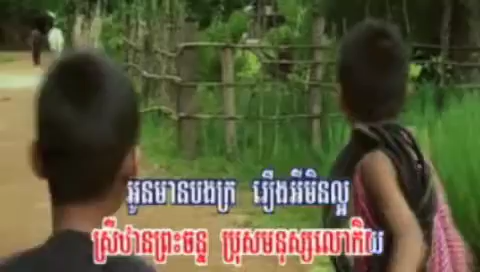 អូនមានបងក្រ រឿងអីមិនល្អ
ស្រីឋានព្រះចន្ទ ប្រុសមនុស្សលោកិយ